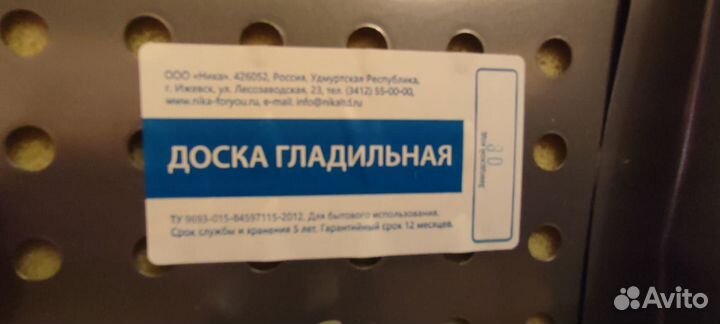 ООО «Ника». 426052, Россия, Удмуртская Республика,
г. Ижевск, ул. Лесозаводская, 23, тел. (3412) 55-00-00,
www.nika-foryou.ru, e-mail: info@nikaltd.ru
ДОСКА ГЛАДИЛЬНАЯ
ТУ 9693-015-84597115-2012. Для бытового использования.
Срок службы и хранения 5 лет. Гарантийный срок 12 месяцев.
Заводской код
Avito